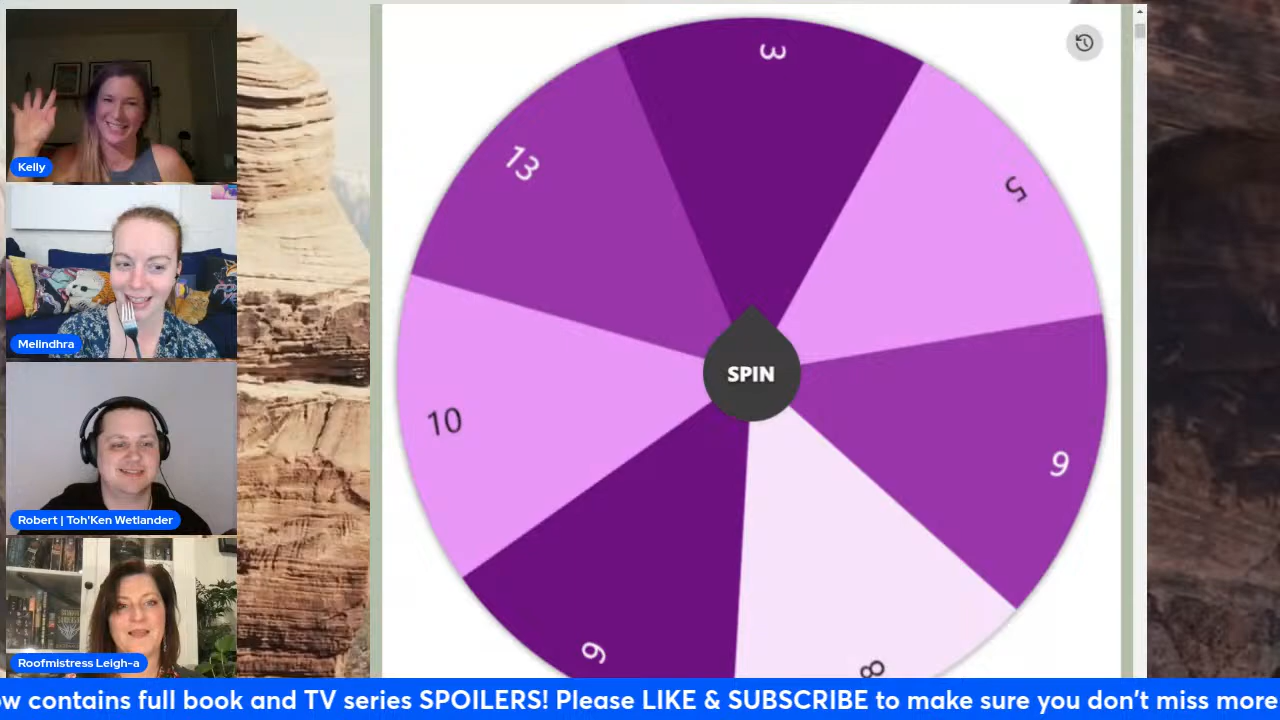 Kelly
Melindhra
Robert | Toh'Ken Wetlander
Roofmistress Leigh-a
3
5
6
8
9
10
13
SPIN
ow contains full book and TV series SPOILERS! Please LIKE & SUBSCRIBE to make sure you don't miss more